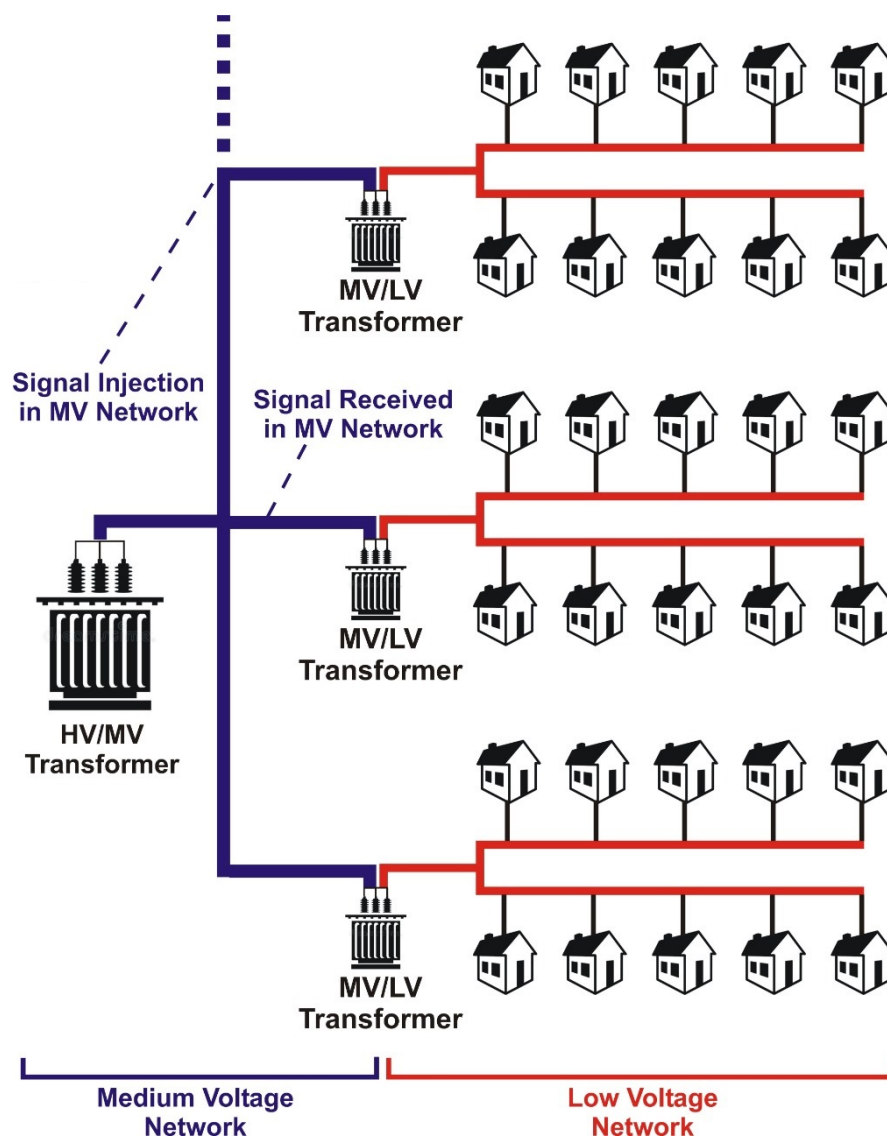 MV/LV
Transformer
Signal Injection
in MV Network
Signal Received
in MV Network
MV/LV
Transformer
HV/MV
Transformer
MV/LV
Transformer
Medium Voltage
Network
Low Voltage
Network